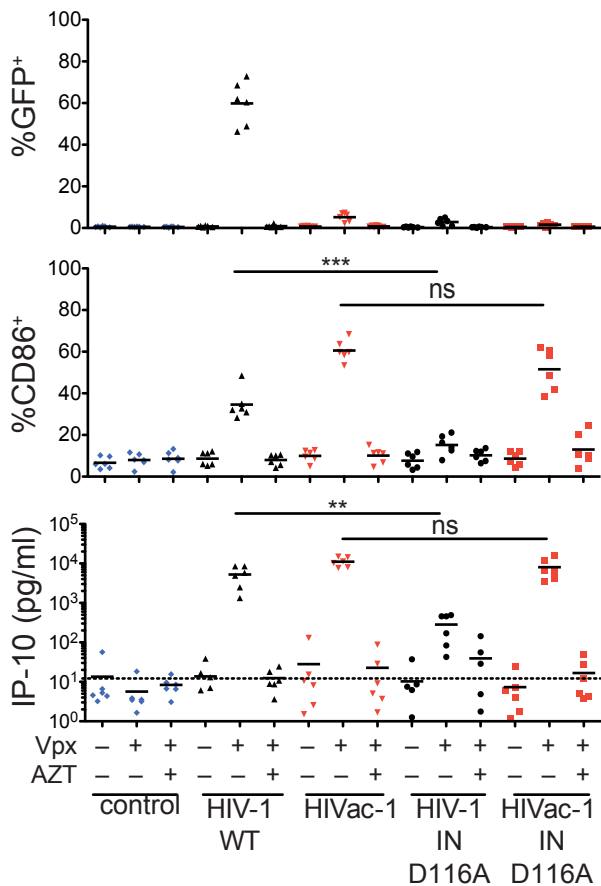 %GFP⁺
100
80
60
40
20
0
%CD86⁺
100
80
60
40
20
0
***
ns
IP-10 (pg/ml)
10⁵
10⁴
10³
10²
10¹
10⁰
**
ns
Vpx – + + – + + – + + – + + – + +
AZT – – + – – + – – + – – + – – +
control HIV-1 HIVac-1 HIV-1 HIVac-1
WT IN IN
D116A D116A